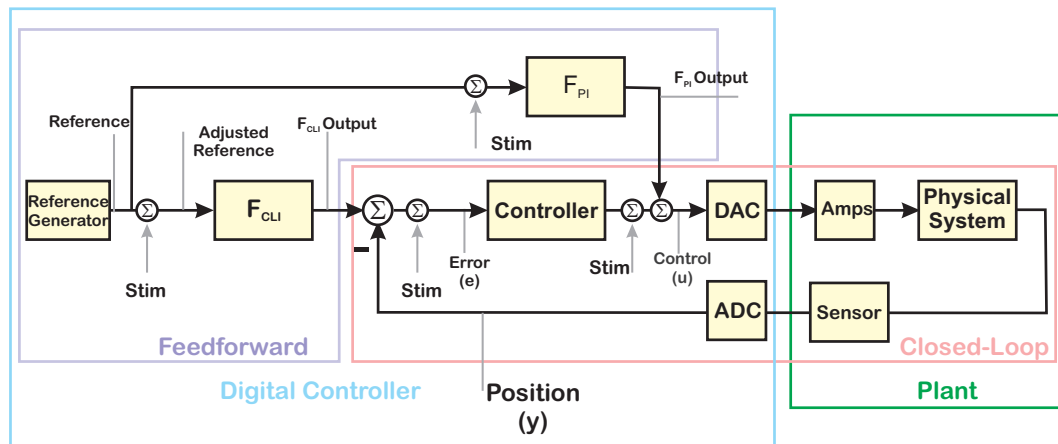 F PI
F PI Output
Σ
Stim
Reference
Adjusted
Reference
F CLI Output
Reference
Generator
Σ
F CLI
Σ
Σ
Controller
Σ
Σ
DAC
Amps
Physical
System
Stim
Stim
Error
(e)
Stim
Control
(u)
ADC
Sensor
Feedforward
Closed-Loop
Digital Controller
Position
(y)
Plant